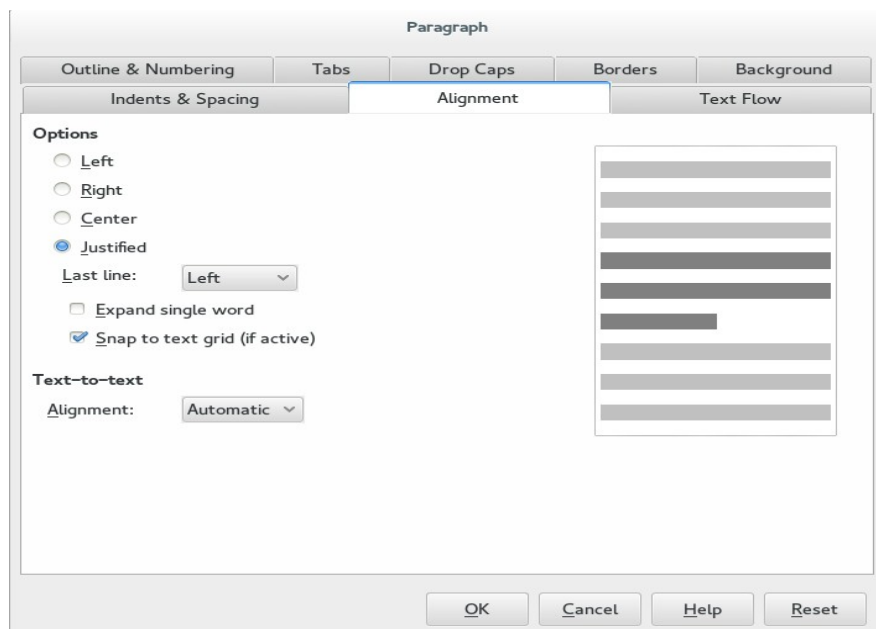 Paragraph
Outline & Numbering Tabs Drop Caps Borders Background
Indents & Spacing Alignment Text Flow
Options
Left
Right
Center
Justified
Last line: Left
Expand single word
Snap to text grid (if active)
Text-to-text
Alignment: Automatic
OK Cancel Help Reset